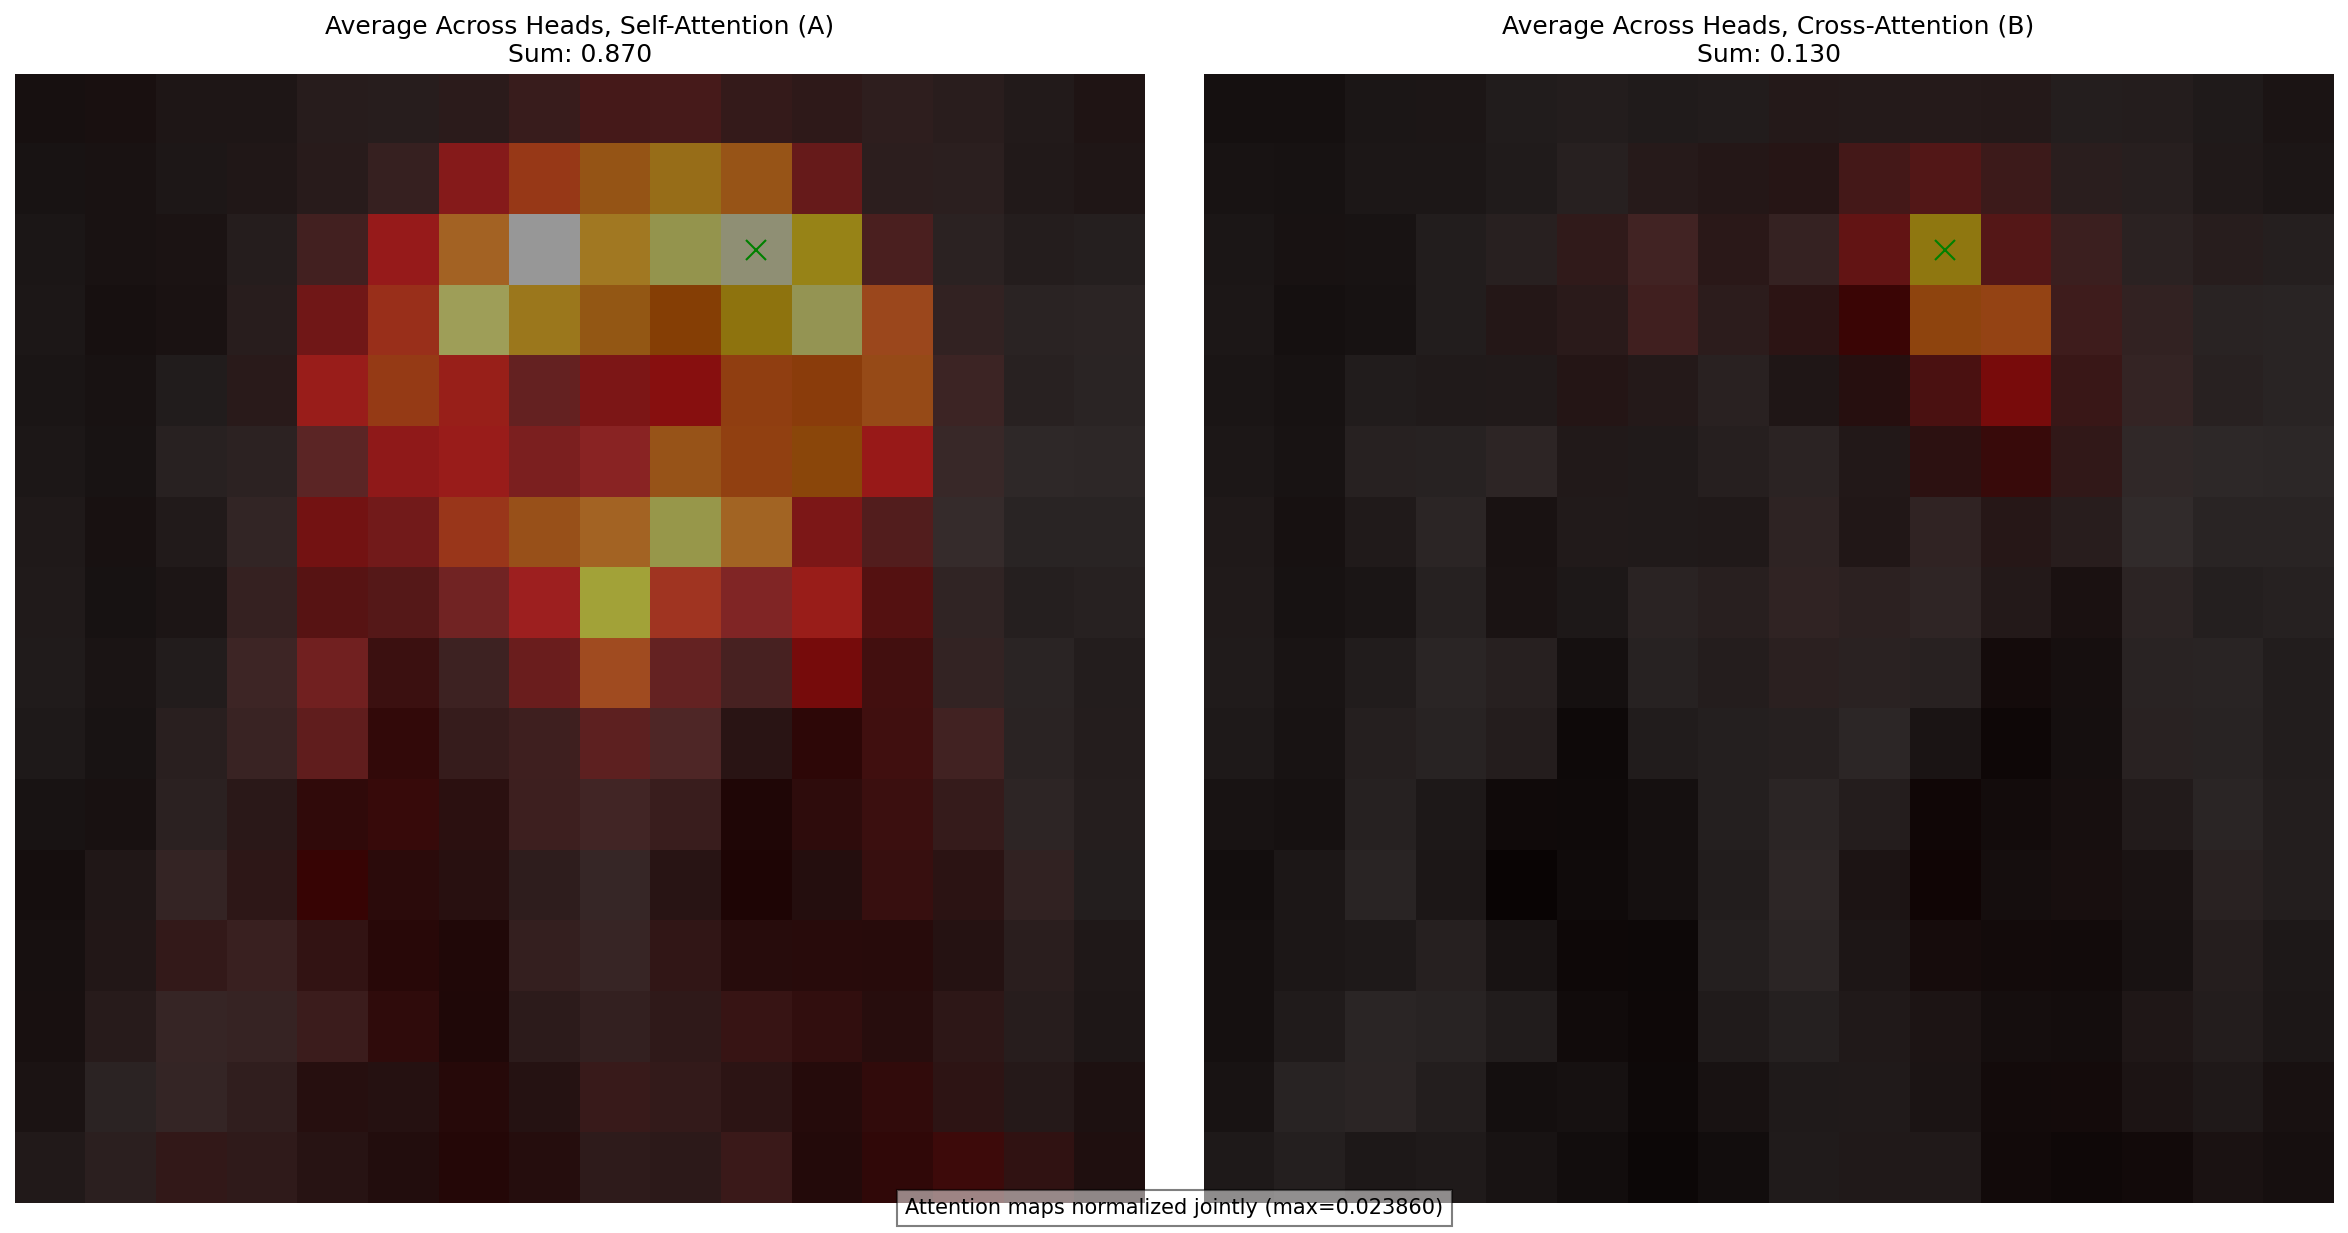 Average Across Heads, Self-Attention (A)
Sum: 0.870
Average Across Heads, Cross-Attention (B)
Sum: 0.130
Attention maps normalized jointly (max=0.023860)